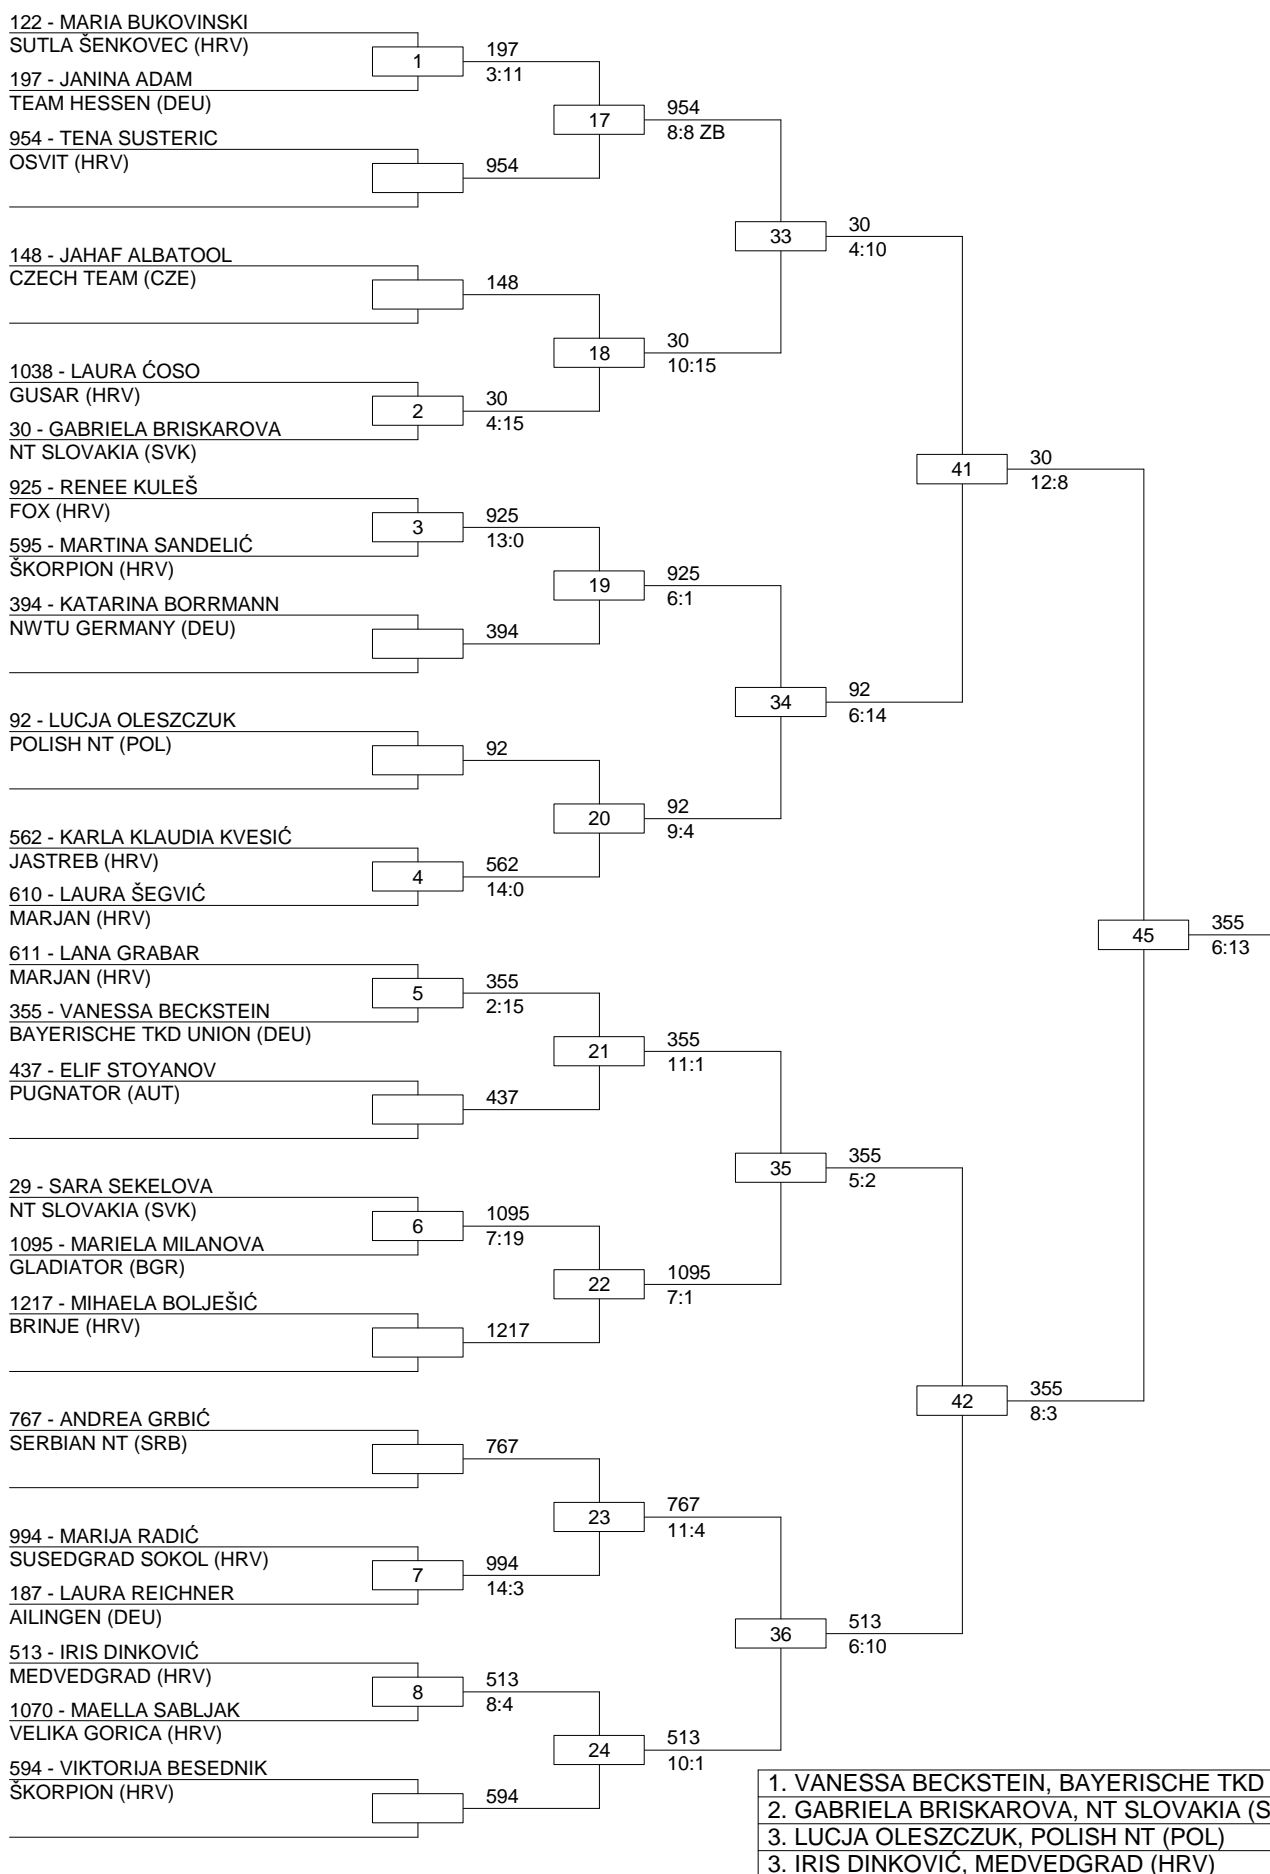 122 - MARIA BUKOVINSKI
SUTLA ŠENKOVEC (HRV)
1
197
3:11
197 - JANINA ADAM
TEAM HESSEN (DEU)
17
954
8:8 ZB
954 - TENA SUSTERIC
OSVIT (HRV)
954
33
30
4:10
148 - JAHAF ALBATOOL
CZECH TEAM (CZE)
148
18
30
10:15
1038 - LAURA ĆOSO
GUSAR (HRV)
2
30
4:15
30 - GABRIELA BRISKAROVA
NT SLOVAKIA (SVK)
41
30
12:8
925 - RENEE KULEŠ
FOX (HRV)
3
925
13:0
595 - MARTINA SANDELIĆ
ŠKORPION (HRV)
19
925
6:1
394 - KATARINA BORRMANN
NWTU GERMANY (DEU)
394
34
92
6:14
92 - LUCJA OLESZCZUK
POLISH NT (POL)
92
20
92
9:4
562 - KARLA KLAUDIA KVESIĆ
JASTREB (HRV)
4
562
14:0
610 - LAURA ŠEGVIĆ
MARJAN (HRV)
45
355
6:13
611 - LANA GRABAR
MARJAN (HRV)
5
355
2:15
355 - VANESSA BECKSTEIN
BAYERISCHE TKD UNION (DEU)
21
355
11:1
437 - ELIF STOYANOV
PUGNATOR (AUT)
437
35
355
5:2
29 - SARA SEKELOVA
NT SLOVAKIA (SVK)
6
1095
7:19
1095 - MARIELA MILANOVA
GLADIATOR (BGR)
22
1095
7:1
1217 - MIHAELA BOLJEŠIĆ
BRINJE (HRV)
1217
42
355
8:3
767 - ANDREA GRBIĆ
SERBIAN NT (SRB)
767
23
767
11:4
994 - MARIJA RADIĆ
SUSEDGRAD SOKOL (HRV)
7
994
14:3
187 - LAURA REICHNER
AILINGEN (DEU)
36
513
6:10
513 - IRIS DINKOVIĆ
MEDVEDGRAD (HRV)
8
513
8:4
1070 - MAELLA SABLJAK
VELIKA GORICA (HRV)
24
513
10:1
594 - VIKTORIJA BESEDNIK
ŠKORPION (HRV)
594
1. VANESSA BECKSTEIN, BAYERISCHE TKD
2. GABRIELA BRISKAROVA, NT SLOVAKIA (S
3. LUCJA OLESZCZUK, POLISH NT (POL)
3. IRIS DINKOVIĆ, MEDVEDGRAD (HRV)